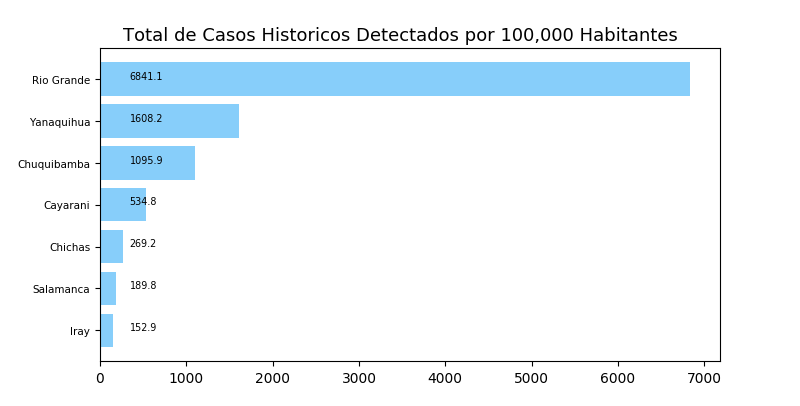 Total de Casos Historicos Detectados por 100,000 Habitantes
Rio Grande 6841.1
Yanaquihua 1608.2
Chuquibamba 1095.9
Cayarani 534.8
Chichas 269.2
Salamanca 189.8
Iray 152.9
0 1000 2000 3000 4000 5000 6000 7000